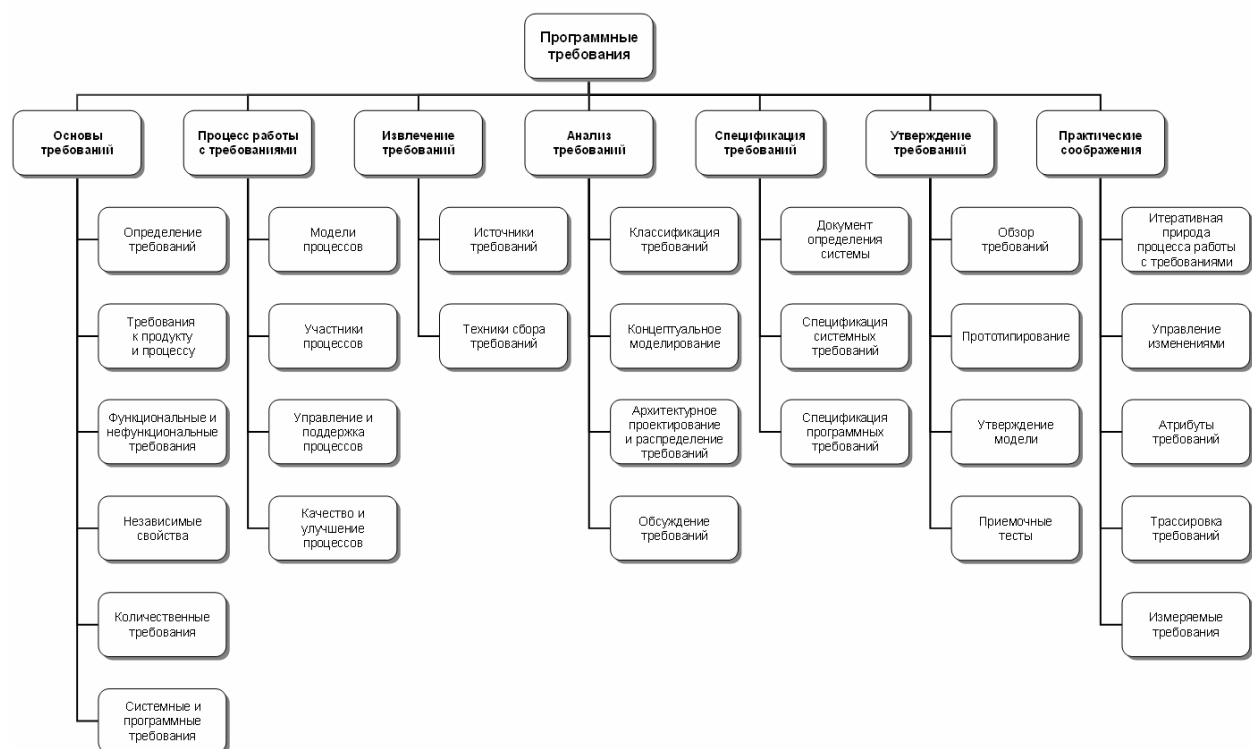 Программные
требования
Основы
требований
Процесс работы
с требованиями
Извлечение
требований
Анализ
требований
Спецификация
требований
Утверждение
требований
Практические
соображения
Определение
требований
Требования
к продукту
и процессу
Функциональные и
нефункциональные
требования
Независимые
свойства
Количественные
требования
Системные и
программные
требования
Модели
процессов
Участники
процессов
Управление и
поддержка
процессов
Качество и
улучшение
процессов
Источники
требований
Техники сбора
требований
Классификация
требований
Концептуальное
моделирование
Архитектурное
проектирование
и распределение
требований
Обсуждение
требований
Документ
определения
системы
Спецификация
системных
требований
Спецификация
программных
требований
Обзор
требований
Прототипирование
Утверждение
модели
Приемочные
тесты
Итеративная
природа
процесса работы
с требованиями
Управление
изменениями
Атрибуты
требований
Трассировка
требований
Измеряемые
требования